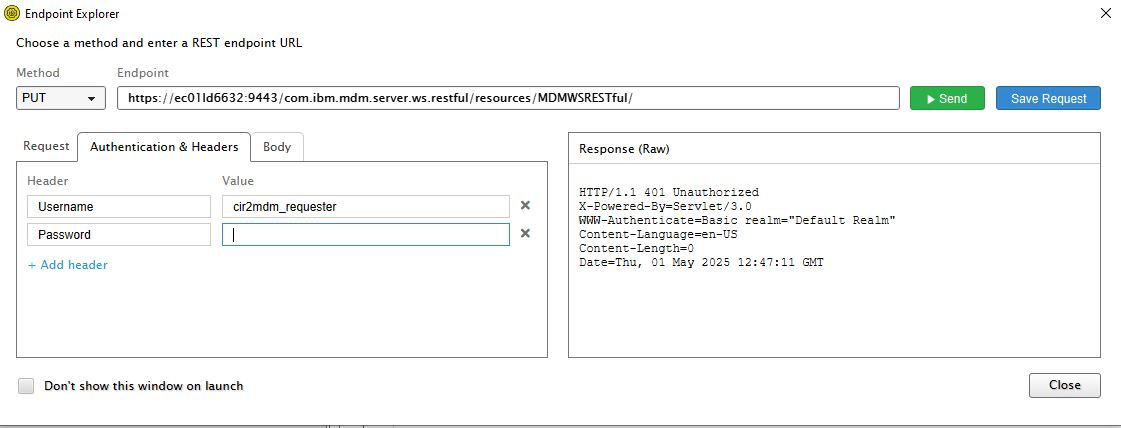 Endpoint Explorer
Choose a method and enter a REST endpoint URL
Method Endpoint
PUT https://ec01ld6632:9443/com.ibm.mdm.server.ws.restful/resources/MDMWSRESTful/ Send Save Request
Request Authentication & Headers Body
Header Value
Username cir2mdm_requester
Password
+ Add header
Response (Raw)
HTTP/1.1 401 Unauthorized
X-Powered-By=Servlet/3.0
WWW-Authenticate=Basic realm="Default Realm"
Content-Language=en-US
Content-Length=0
Date=Thu, 01 May 2025 12:47:11 GMT
Don't show this window on launch
Close